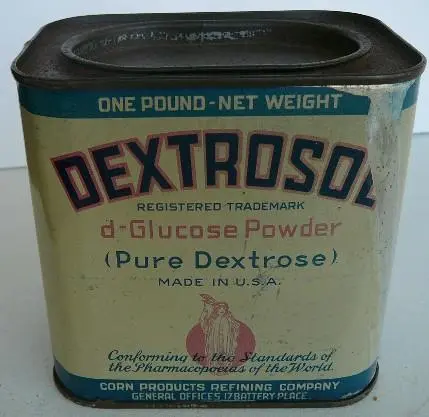 ONE POUND-NET WEIGHT
DEXTROSOL
REGISTERED TRADEMARK
d-Glucose Powder
(Pure Dextrose)
MADE IN U.S.A.
Conforming to the Standards of
the Pharmacopoeias of the World.
CORN PRODUCTS REFINING COMPANY
GENERAL OFFICES, 17 BATTERY PLACE.